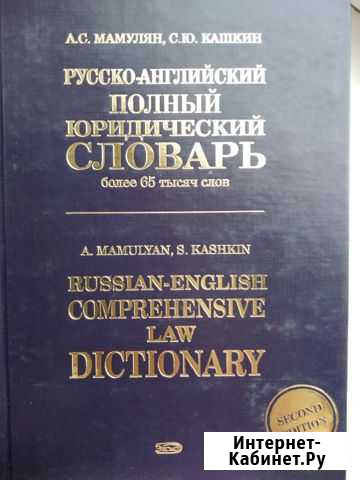 А.С. МАМУЛЯН, С.Ю. КАШКИН
РУССКО-АНГЛИЙСКИЙ
ПОЛНЫЙ
ЮРИДИЧЕСКИЙ
СЛОВАРЬ
более 65 тысяч слов
A. MAMULYAN, S. KASHKIN
RUSSIAN-ENGLISH
COMPREHENSIVE
LAW
DICTIONARY
SECOND
EDITION
Интернет-
Кабинет.Ру